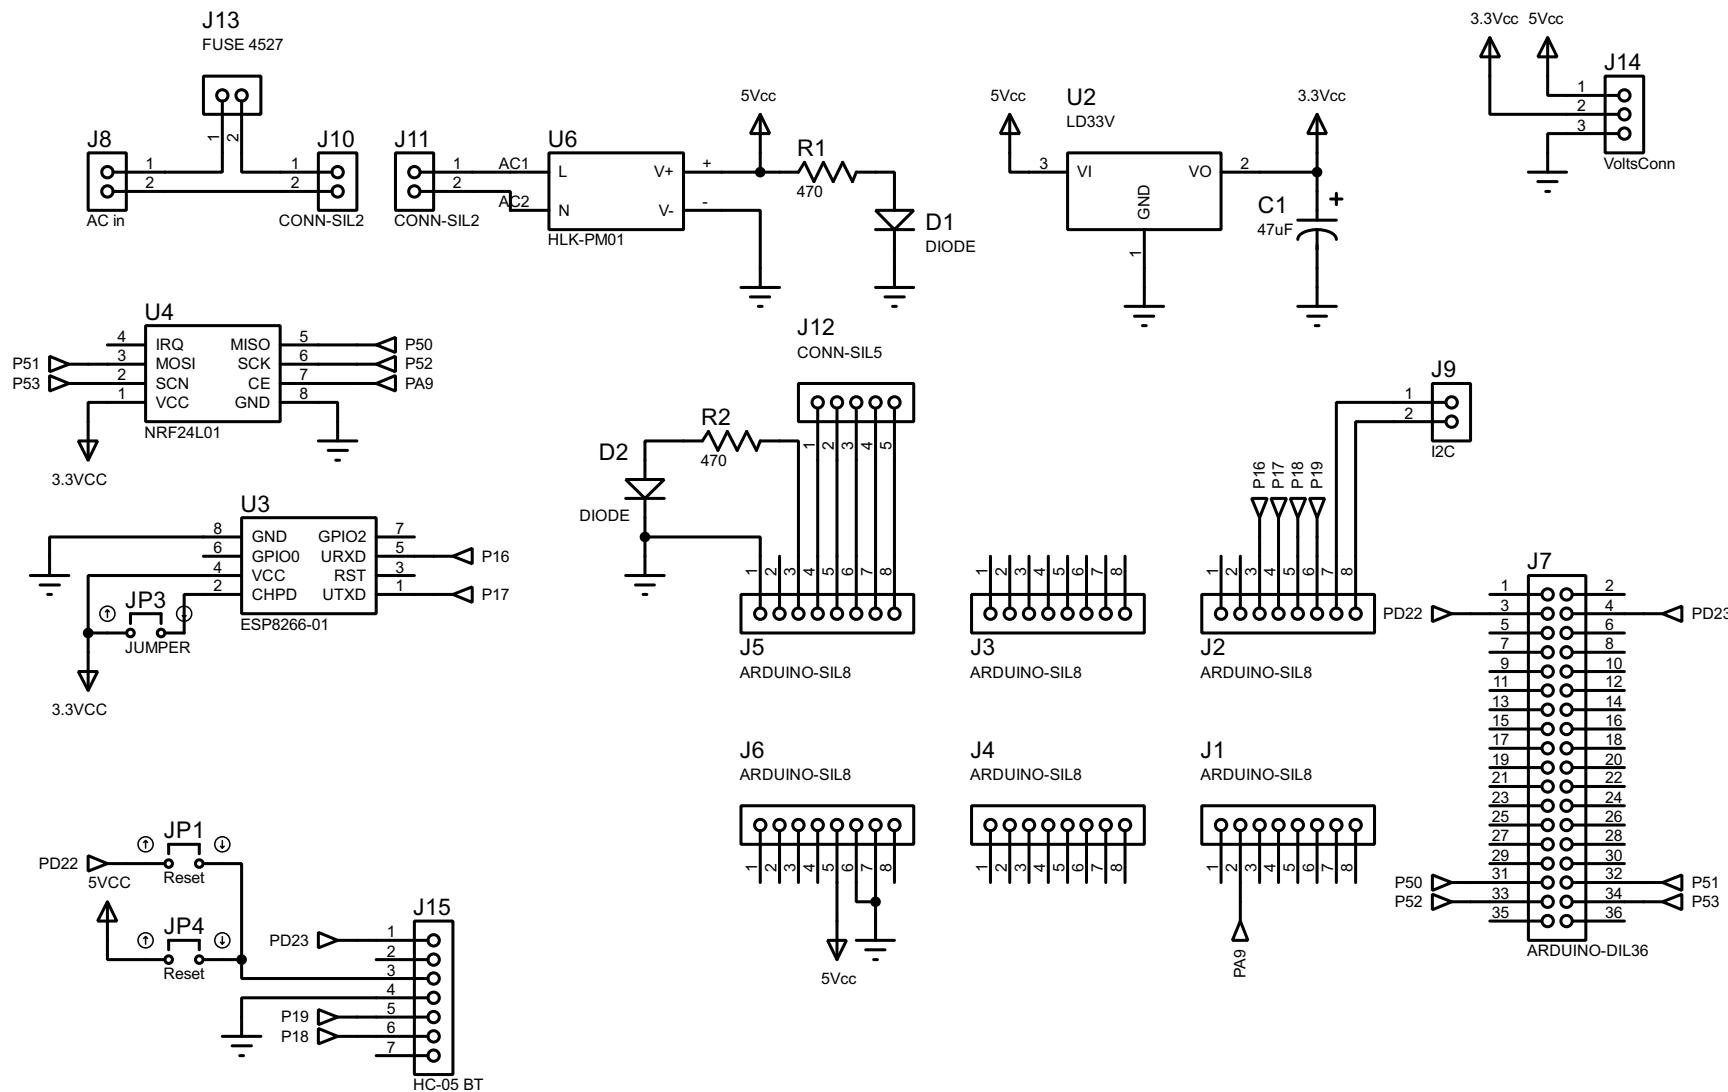 J13
FUSE 4527
1
2
J8
1
2
AC in
J10
1
2
CONN-SIL2
J11
1
2
CONN-SIL2
AC1
AC2
U6
L
N
V+
V-
+
-
HLK-PM01
5Vcc
R1
470
D1
DIODE
5Vcc
U2
LD33V
3
VI
VO
2
GND
1
3.3Vcc
C1
+
47uF
3.3Vcc 5Vcc
J14
1
2
3
VoltsConn
U4
4 IRQ MISO 5 P50
P51 3 MOSI SCK 6 P52
P53 2 SCN CE 7 PA9
1 VCC GND 8
NRF24L01
3.3VCC
U3
8 GND GPIO2 7
6 GPIO0 URXD 5 P16
4 VCC RST 3
2 CHPD UTXD 1 P17
ESP8266-01
JP3
JUMPER
3.3VCC
J12
CONN-SIL5
1 2 3 4 5
R2
470
D2
DIODE
1 2 3 4 5 6 7 8
J5
ARDUINO-SIL8
1 2 3 4 5 6 7 8
J3
ARDUINO-SIL8
J9
1
2
I2C
P16 P17 P18 P19
1 2 3 4 5 6 7 8
J2
ARDUINO-SIL8
J7
1 2
PD22 3 4 PD23
5 6
7 8
9 10
11 12
13 14
15 16
17 18
19 20
21 22
23 24
25 26
27 28
29 30
P50 31 32 P51
P52 33 34 P53
35 36
ARDUINO-DIL36
J6
ARDUINO-SIL8
1 2 3 4 5 6 7 8
5Vcc
J4
ARDUINO-SIL8
1 2 3 4 5 6 7 8
J1
ARDUINO-SIL8
1 2 3 4 5 6 7 8
PA9
JP1
PD22
Reset
5VCC
JP4
Reset
J15
PD23 1
2
3
4
P19 5
P18 6
7
HC-05 BT